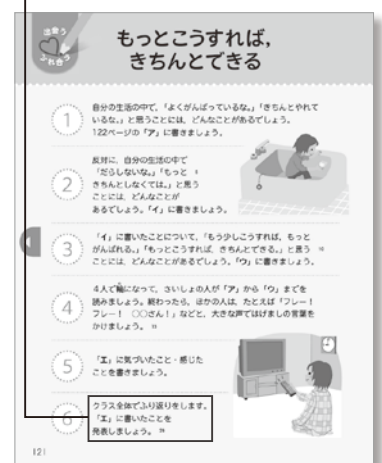 出会う
ふれ合う
もっとこうすれば，
きちんとできる
1
自分の生活の中で，「よくがんばっているな。」「きちんとやれて
いるな。」と思うことには，どんなことがあるでしょう。
122ページの「ア」に書きましょう。
2
反対に，自分の生活の中で
「だらしないな。」「もっと
きちんとしなくては。」と思う
ことには，どんなことが
あるでしょう。「イ」に書きましょう。
3
「イ」に書いたことについて，「もう少しこうすれば，もっと
がんばれる。」「もっとこうすれば，きちんとできる。」と思う
ことには，どんなことがあるでしょう。「ウ」に書きましょう。
4
4人で輪になって，さいしょの人が「ア」から「ウ」までを
読みましょう。終わったら，ほかの人は，たとえば「フレー！
フレー！ ○○さん！」などと，大きな声ではげましの言葉を
かけましょう。
5
「エ」に気づいたこと・感じた
ことを書きましょう。
6
クラス全体でふり返りをします。
「エ」に書いたことを
発表しましょう。
121